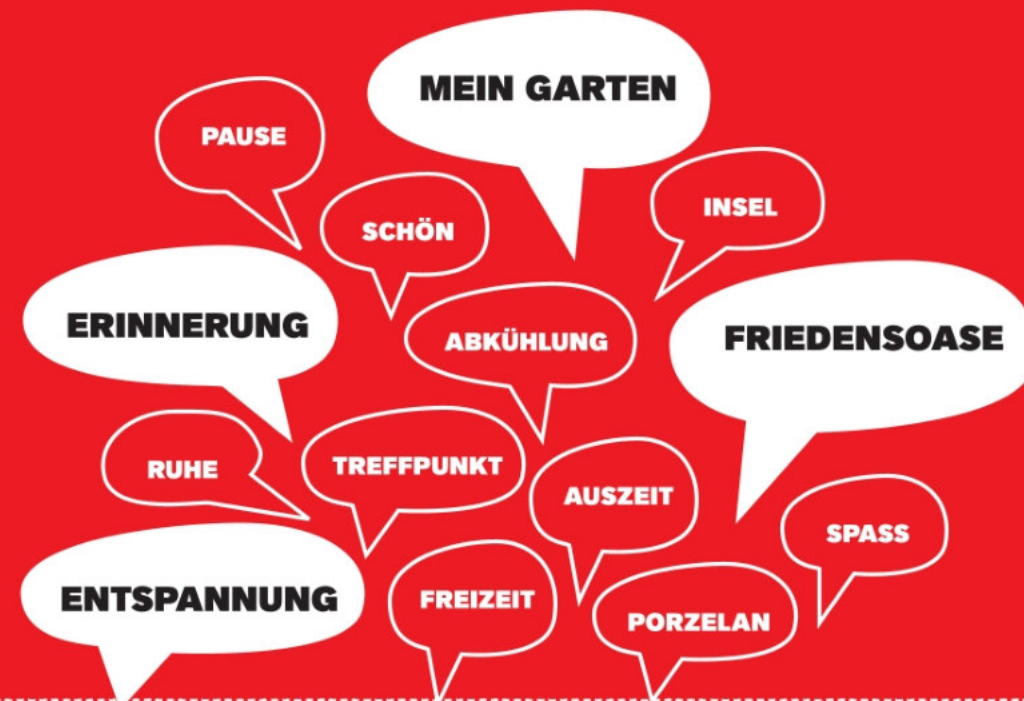 MEIN GARTEN
PAUSE
INSEL
SCHÖN
ERINNERUNG
ABKÜHLUNG
FRIEDENSOASE
RUHE
TREFFPUNKT
AUSZEIT
SPASS
ENTSPANNUNG
FREIZEIT
PORZELAN